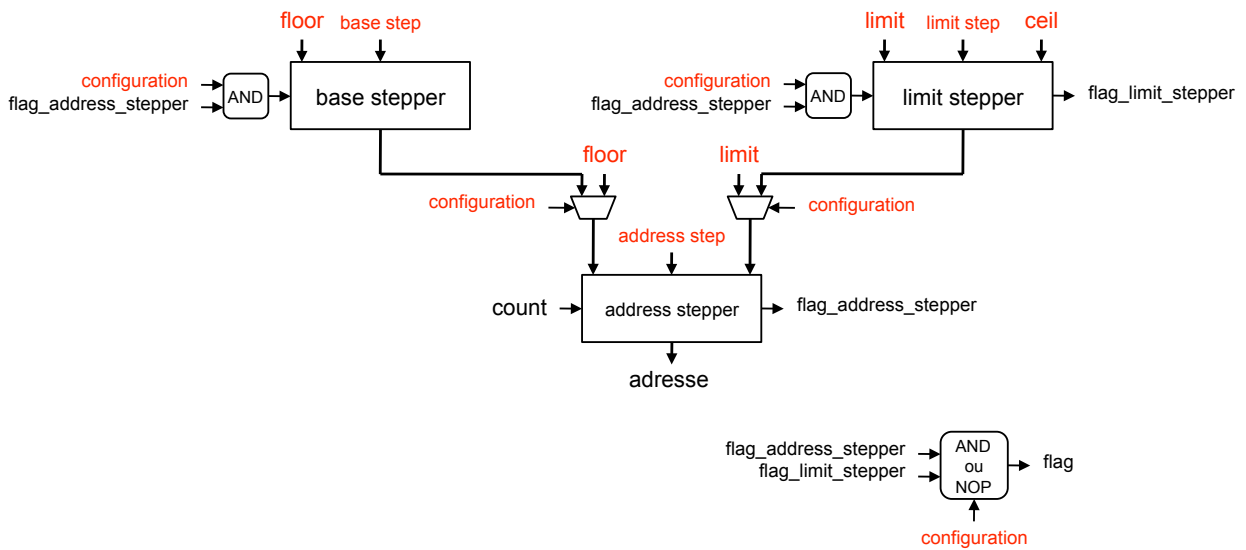 floor
base step
limit
limit step
ceil
configuration
flag_address_stepper
AND
base stepper
configuration
flag_address_stepper
AND
limit stepper
flag_limit_stepper
floor
limit
configuration
configuration
address step
count
address stepper
flag_address_stepper
adresse
flag_address_stepper
flag_limit_stepper
AND
ou
NOP
flag
configuration